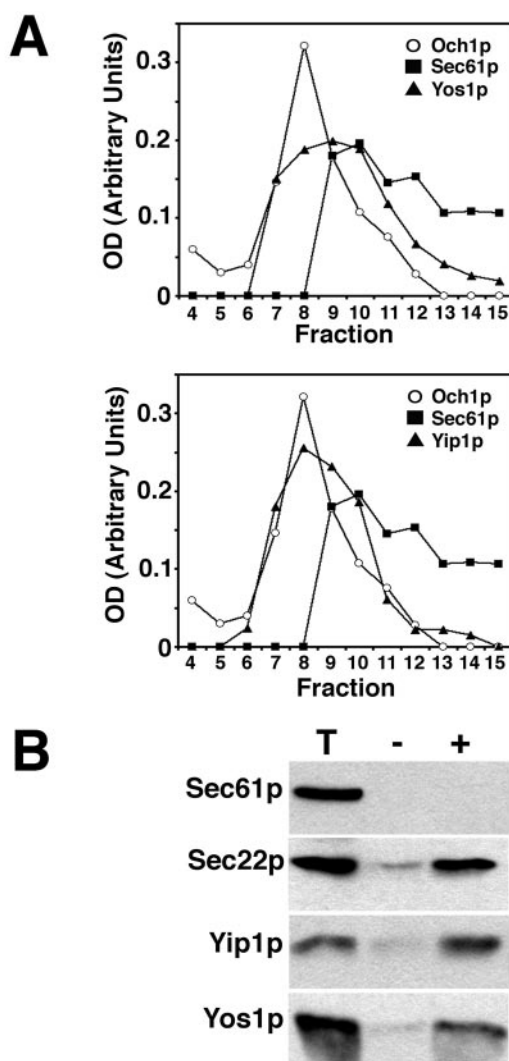 A
OD (Arbitrary Units)
0.3
0.2
0.1
0
Och1p
Sec61p
Yos1p
4 5 6 7 8 9 10 11 12 13 14 15
Fraction
OD (Arbitrary Units)
0.3
0.2
0.1
0
Och1p
Sec61p
Yip1p
4 5 6 7 8 9 10 11 12 13 14 15
Fraction
B
T - +
Sec61p
Sec22p
Yip1p
Yos1p